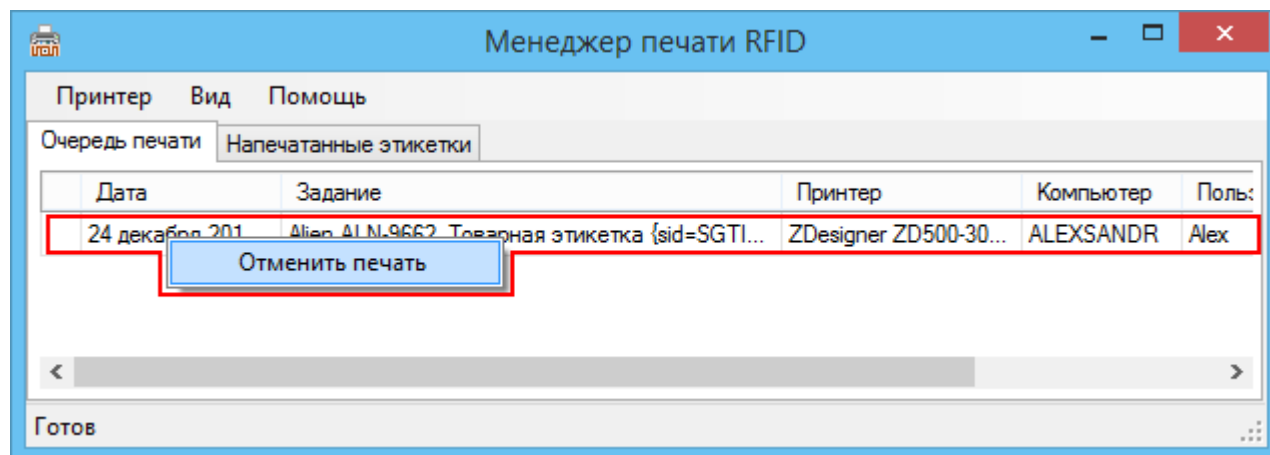 Менеджер печати RFID
Принтер Вид Помощь
Очередь печати Напечатанные этикетки
Дата Задание Принтер Компьютер Польз
24 декабря 201... Alien ALN-9662 Товарная этикетка {sid=SGTI... ZDesigner ZD500-30... ALEXSANDR Alex
Отменить печать
Готов